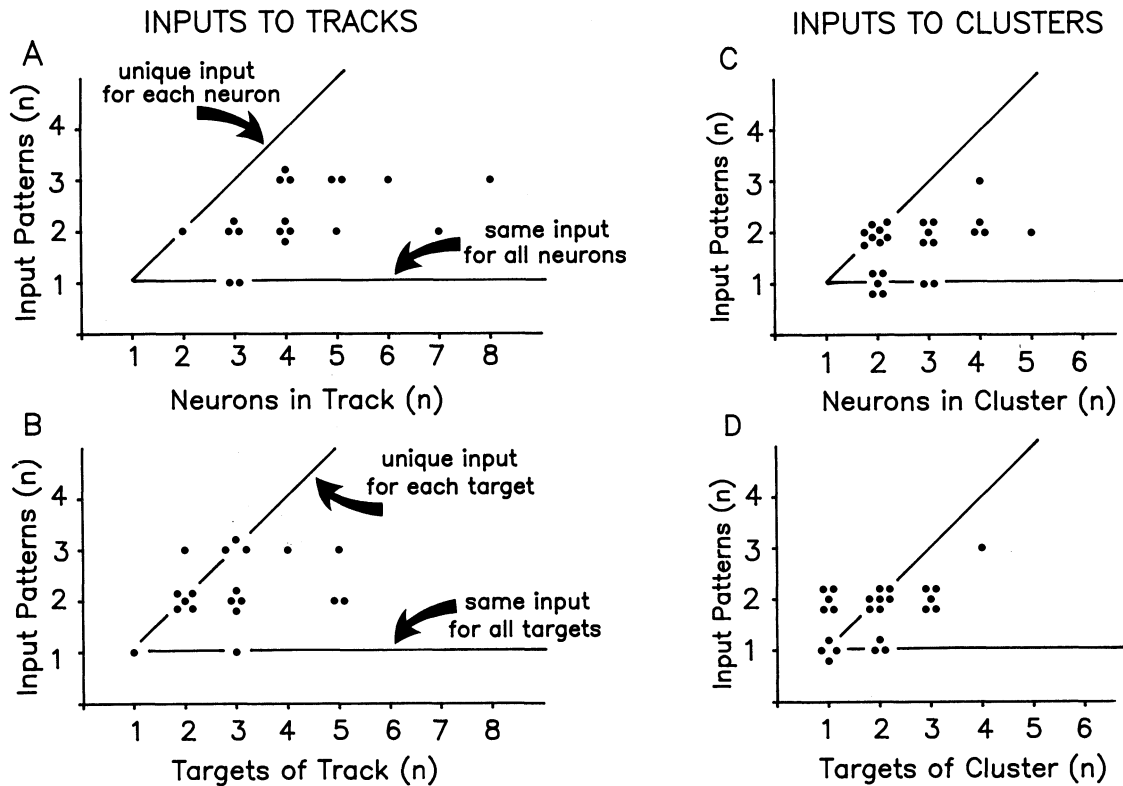 INPUTS TO TRACKS
A
unique input
for each neuron
same input
for all neurons
Input Patterns (n)
4
3
2
1
1 2 3 4 5 6 7 8
Neurons in Track (n)
B
unique input
for each target
same input
for all targets
Input Patterns (n)
4
3
2
1
1 2 3 4 5 6 7 8
Targets of Track (n)
INPUTS TO CLUSTERS
C
Input Patterns (n)
4
3
2
1
1 2 3 4 5 6
Neurons in Cluster (n)
D
Input Patterns (n)
4
3
2
1
1 2 3 4 5 6
Targets of Cluster (n)